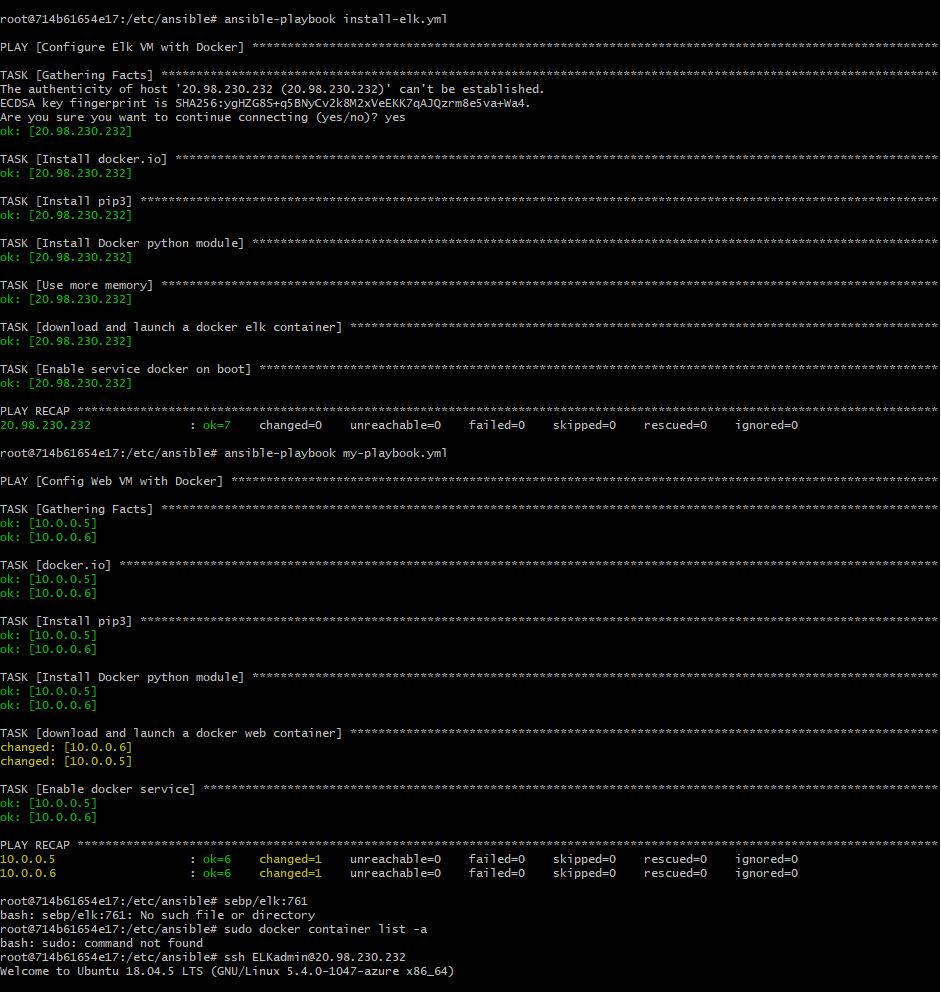 root@714b61654e17:/etc/ansible# ansible-playbook install-elk.yml
PLAY [Configure Elk VM with Docker] **************************************************************************************************
TASK [Gathering Facts] ***************************************************************************************************************
The authenticity of host '20.98.230.232 (20.98.230.232)' can't be established.
ECDSA key fingerprint is SHA256:ygHZG8S+q5BNyCv2k8M2xVeEKK7qAJQzrm8e5va+Wa4.
Are you sure you want to continue connecting (yes/no)? yes
ok: [20.98.230.232]
TASK [Install docker.io] *************************************************************************************************************
ok: [20.98.230.232]
TASK [Install pip3] ******************************************************************************************************************
ok: [20.98.230.232]
TASK [Install Docker python module] **************************************************************************************************
ok: [20.98.230.232]
TASK [Use more memory] ***************************************************************************************************************
ok: [20.98.230.232]
TASK [download and launch a docker elk container] ************************************************************************************
ok: [20.98.230.232]
TASK [Enable service docker on boot] *************************************************************************************************
ok: [20.98.230.232]
PLAY RECAP ***************************************************************************************************************************
20.98.230.232 : ok=7 changed=0 unreachable=0 failed=0 skipped=0 rescued=0 ignored=0
root@714b61654e17:/etc/ansible# ansible-playbook my-playbook.yml
PLAY [Config Web VM with Docker] *****************************************************************************************************
TASK [Gathering Facts] ***************************************************************************************************************
ok: [10.0.0.5]
ok: [10.0.0.6]
TASK [docker.io] *********************************************************************************************************************
ok: [10.0.0.5]
ok: [10.0.0.6]
TASK [Install pip3] ******************************************************************************************************************
ok: [10.0.0.5]
ok: [10.0.0.6]
TASK [Install Docker python module] **************************************************************************************************
ok: [10.0.0.5]
ok: [10.0.0.6]
TASK [download and launch a docker web container] ************************************************************************************
changed: [10.0.0.6]
changed: [10.0.0.5]
TASK [Enable docker service] *********************************************************************************************************
ok: [10.0.0.5]
ok: [10.0.0.6]
PLAY RECAP ***************************************************************************************************************************
10.0.0.5 : ok=6 changed=1 unreachable=0 failed=0 skipped=0 rescued=0 ignored=0
10.0.0.6 : ok=6 changed=1 unreachable=0 failed=0 skipped=0 rescued=0 ignored=0
root@714b61654e17:/etc/ansible# sebp/elk:761
bash: sebp/elk:761: No such file or directory
root@714b61654e17:/etc/ansible# sudo docker container list -a
bash: sudo: command not found
root@714b61654e17:/etc/ansible# ssh ELKadmin@20.98.230.232
Welcome to Ubuntu 18.04.5 LTS (GNU/Linux 5.4.0-1047-azure x86_64)